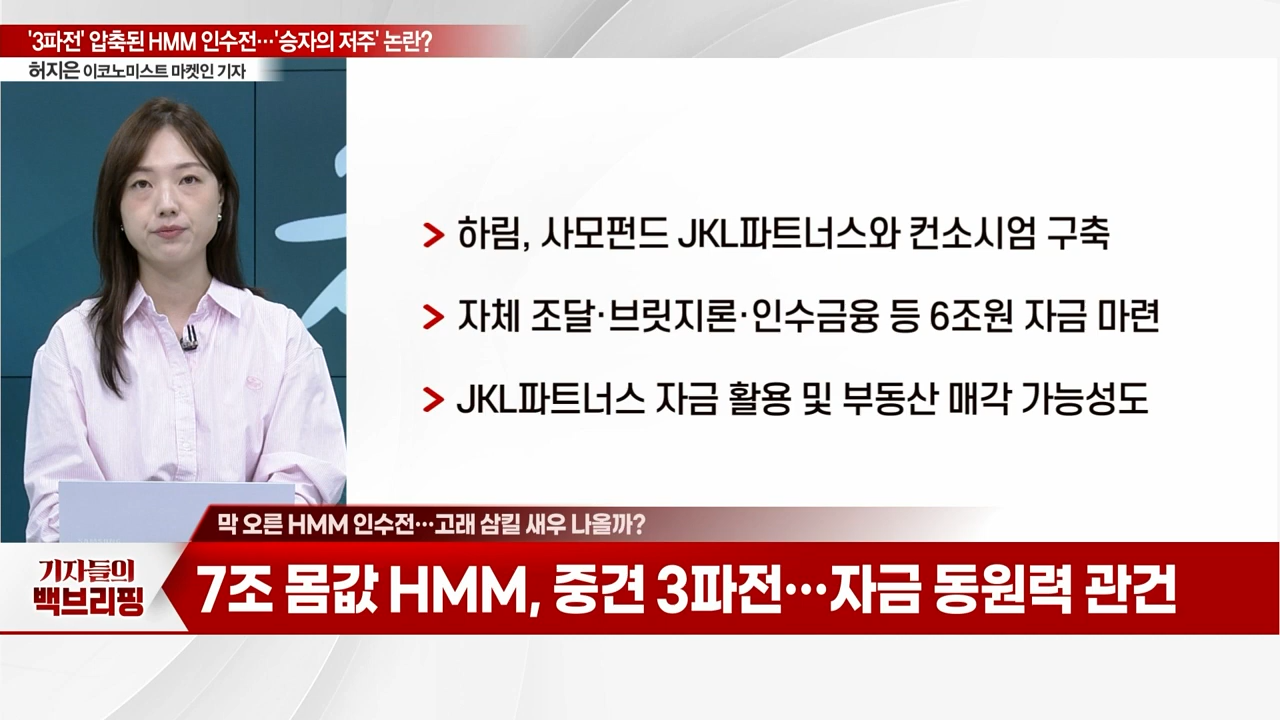 '3파전' 압축된 HMM 인수전…'승자의 저주' 논란?
허지은 이코노미스트 마켓인 기자
하림, 사모펀드 JKL파트너스와 컨소시엄 구축
자체 조달·브릿지론·인수금융 등 6조원 자금 마련
JKL파트너스 자금 활용 및 부동산 매각 가능성도
막 오른 HMM 인수전…고래 삼킬 새우 나올까?
기자들의
백브리핑
7조 몸값 HMM, 중견 3파전…자금 동원력 관건